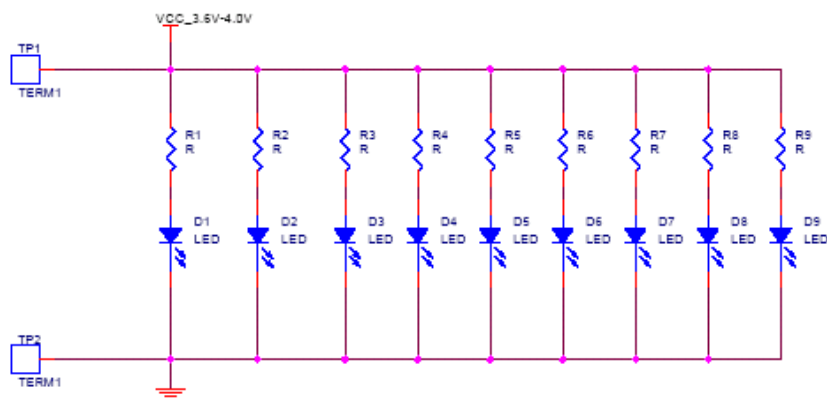 VCC_3.6V-4.0V
TP1
TERM1
R1 R2 R3 R4 R5 R6 R7 R8 R9
R R R R R R R R R
D1 D2 D3 D4 D5 D6 D7 D8 D9
LED LED LED LED LED LED LED LED LED
TP2
TERM1